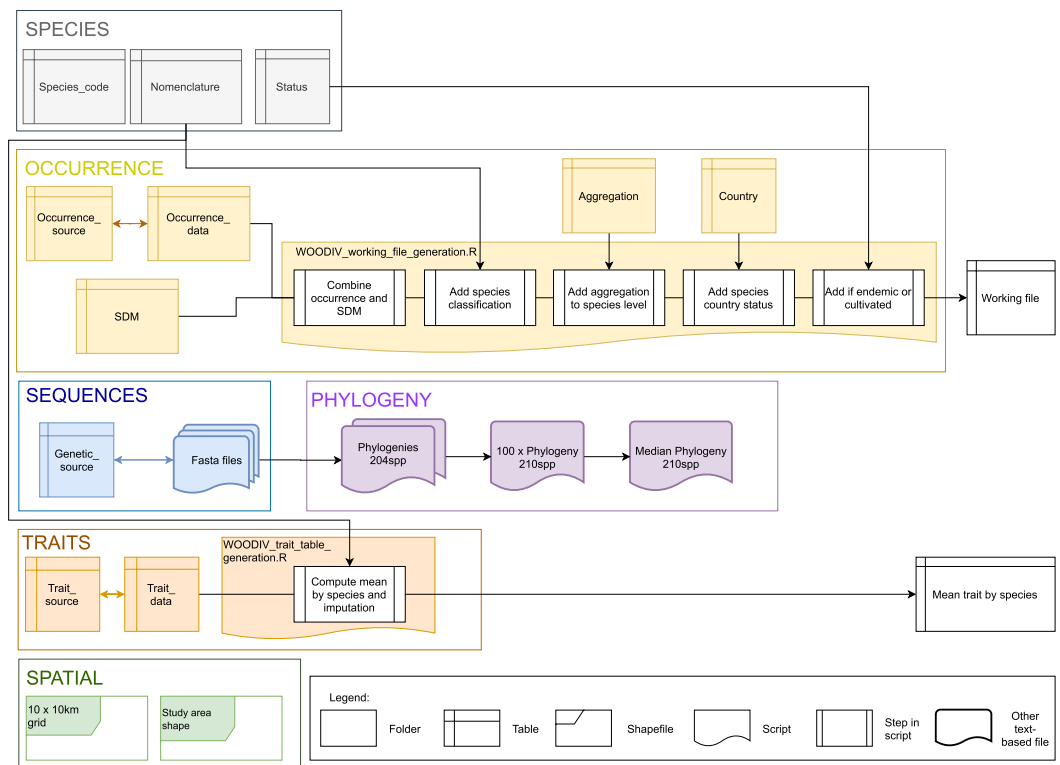 SPECIES
Species_code
Nomenclature
Status
OCCURRENCE
Occurrence_
source
Occurrence_
data
Aggregation
Country
SDM
WOODIV_working_file_generation.R
Combine
occurrence and
SDM
Add species
classification
Add aggregation
to species level
Add species
country status
Add if endemic or
cultivated
Working file
SEQUENCES
Genetic_
source
Fasta files
PHYLOGENY
Phylogenies
204spp
100 x Phylogeny
210spp
Median Phylogeny
210spp
TRAITS
Trait_
source
Trait_
data
WOODIV_trait_table_
generation.R
Compute mean
by species and
imputation
Mean trait by species
SPATIAL
10 x 10km
grid
Study area
shape
Legend:
Folder
Table
Shapefile
Script
Step in
script
Other
text-
based file